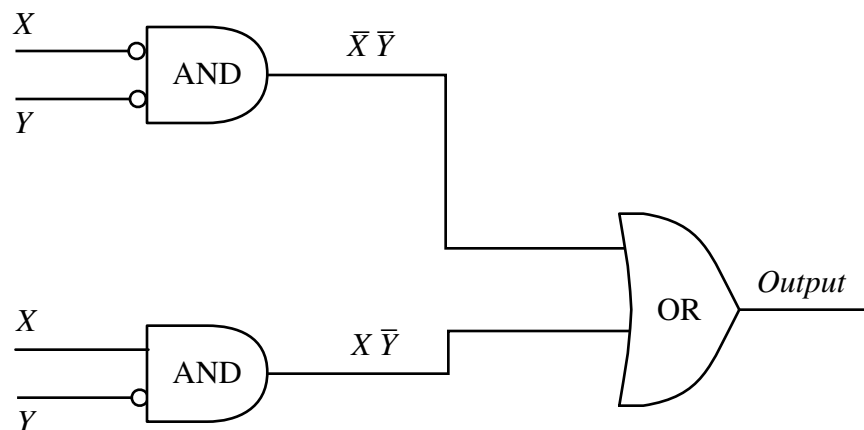 X
AND
X̅ Y̅
Y
OR
Output
X
AND
X Y̅
Y